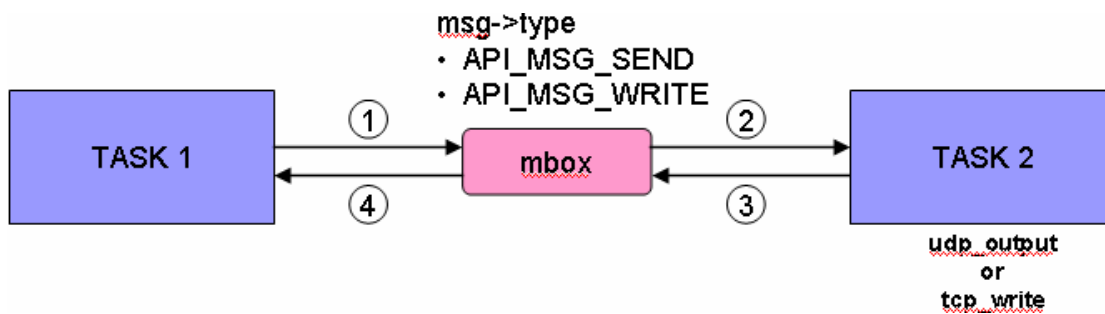 msg->type
• API_MSG_SEND
• API_MSG_WRITE
TASK 1
1
mbox
2
TASK 2
4
3
udp_output
or
tcp_write